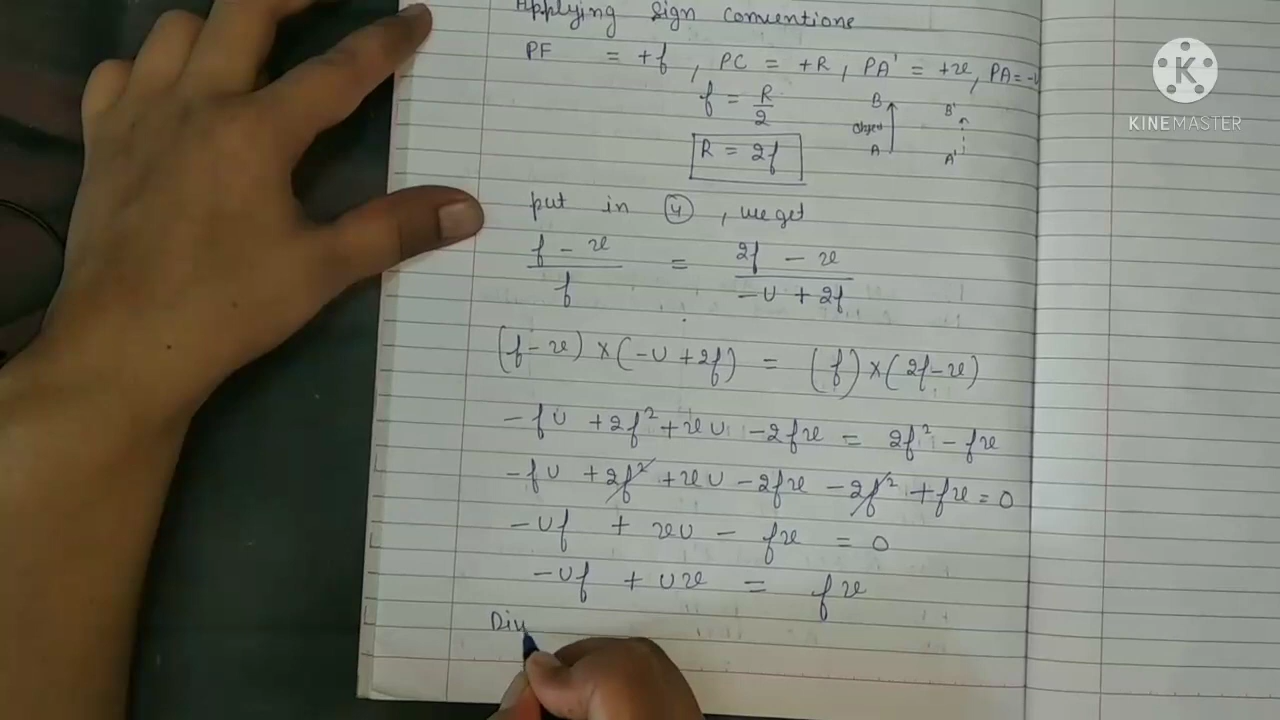 Applying sign conventions
PF = +f , PC = +R , PA' = +v , PA = -u
f = R/2
B
B'
Object
A
A'
R = 2f
put in ④ , we get
f - v / f = 2f - v / -u + 2f
(f - v) × (-u + 2f) = (f) × (2f - v)
-fu + 2f² + vu - 2fv = 2f² - fv
-fu + 2f² + vu - 2fv - 2f² + fv = 0
-uf + vu - fv = 0
-uf + uv = fv
Div
K
KINEMASTER